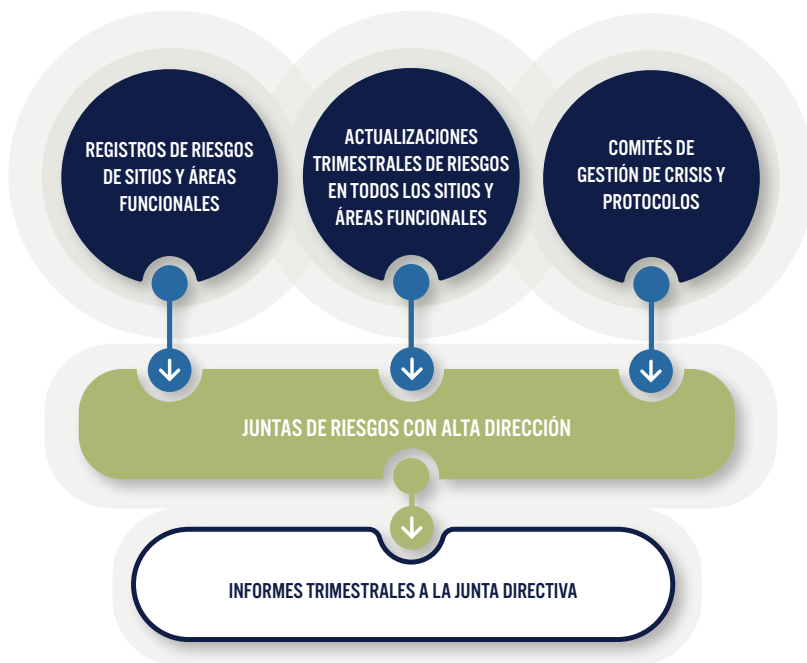 REGISTROS DE RIESGOS
DE SITIOS Y ÁREAS
FUNCIONALES
ACTUALIZACIONES
TRIMESTRALES DE RIESGOS
EN TODOS LOS SITIOS Y
ÁREAS FUNCIONALES
COMITÉS DE
GESTIÓN DE CRISIS Y
PROTOCOLOS
JUNTAS DE RIESGOS CON ALTA DIRECCIÓN
INFORMES TRIMESTRALES A LA JUNTA DIRECTIVA